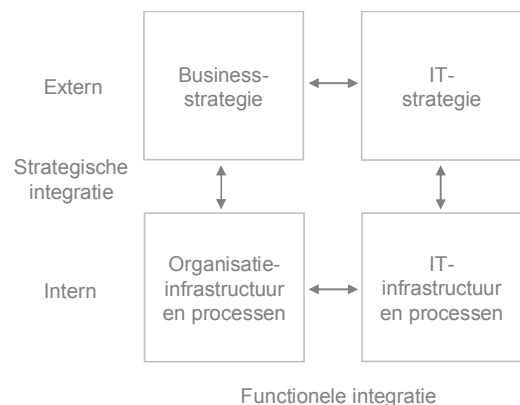 Extern
Business-
strategie
IT-
strategie
Strategische
integratie
Intern
Organisatie-
infrastructuur
en processen
IT-
infrastructuur
en processen
Functionele integratie